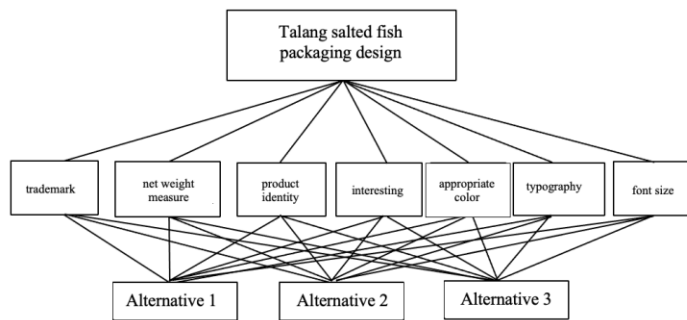 Talang salted fish
packaging design
trademark
net weight
measure
product
identity
interesting
appropriate
color
typography
font size
Alternative 1
Alternative 2
Alternative 3